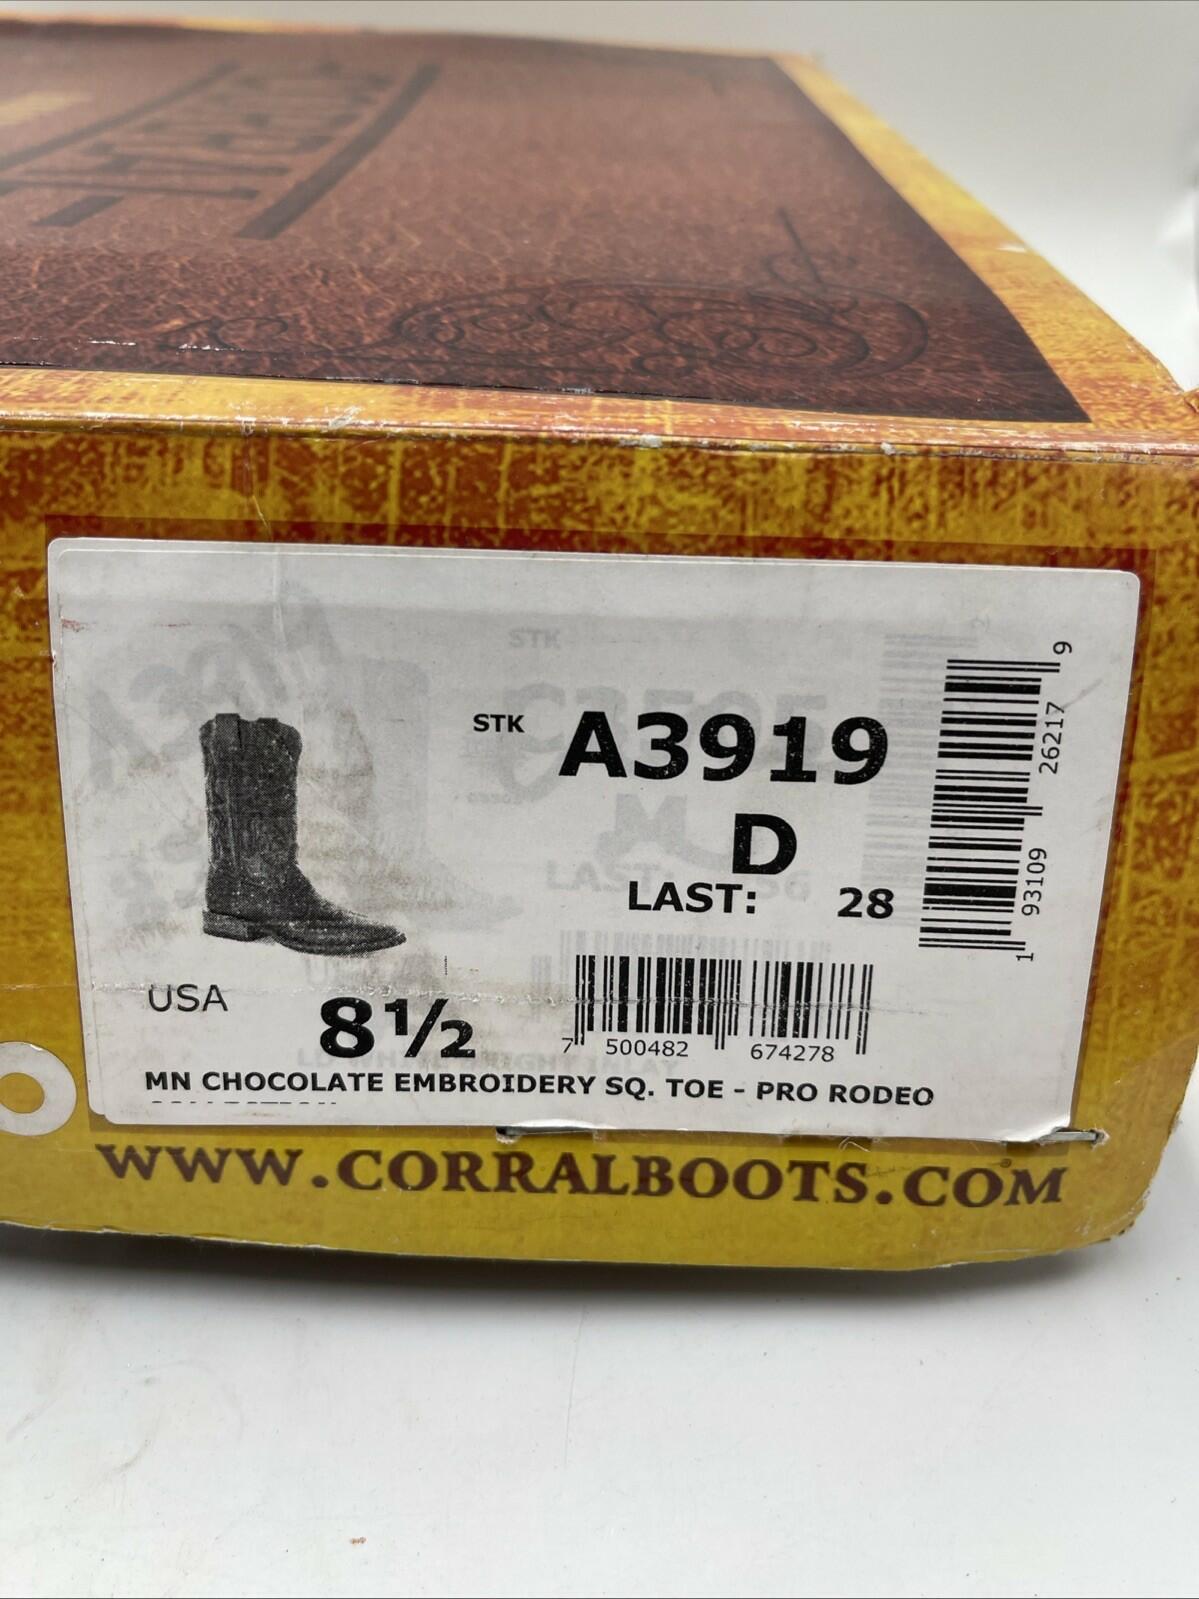 CORRAL
STK
A3919
D
LAST: 28
USA
8½
7 500482 674278
1 93109 26217 9
MN CHOCOLATE EMBROIDERY SQ. TOE - PRO RODEO
WWW.CORRALBOOTS.COM